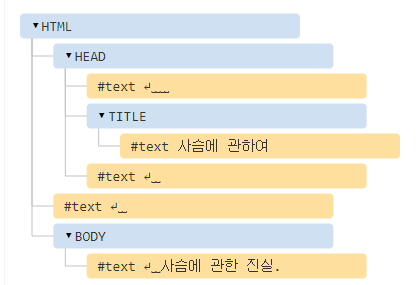 ▾HTML
▾HEAD
#text ↵␣␣␣␣
▾TITLE
#text 사슴에 관하여
#text ↵␣␣
#text ↵␣␣
▾BODY
#text ↵␣␣사슴에 관한 진실.